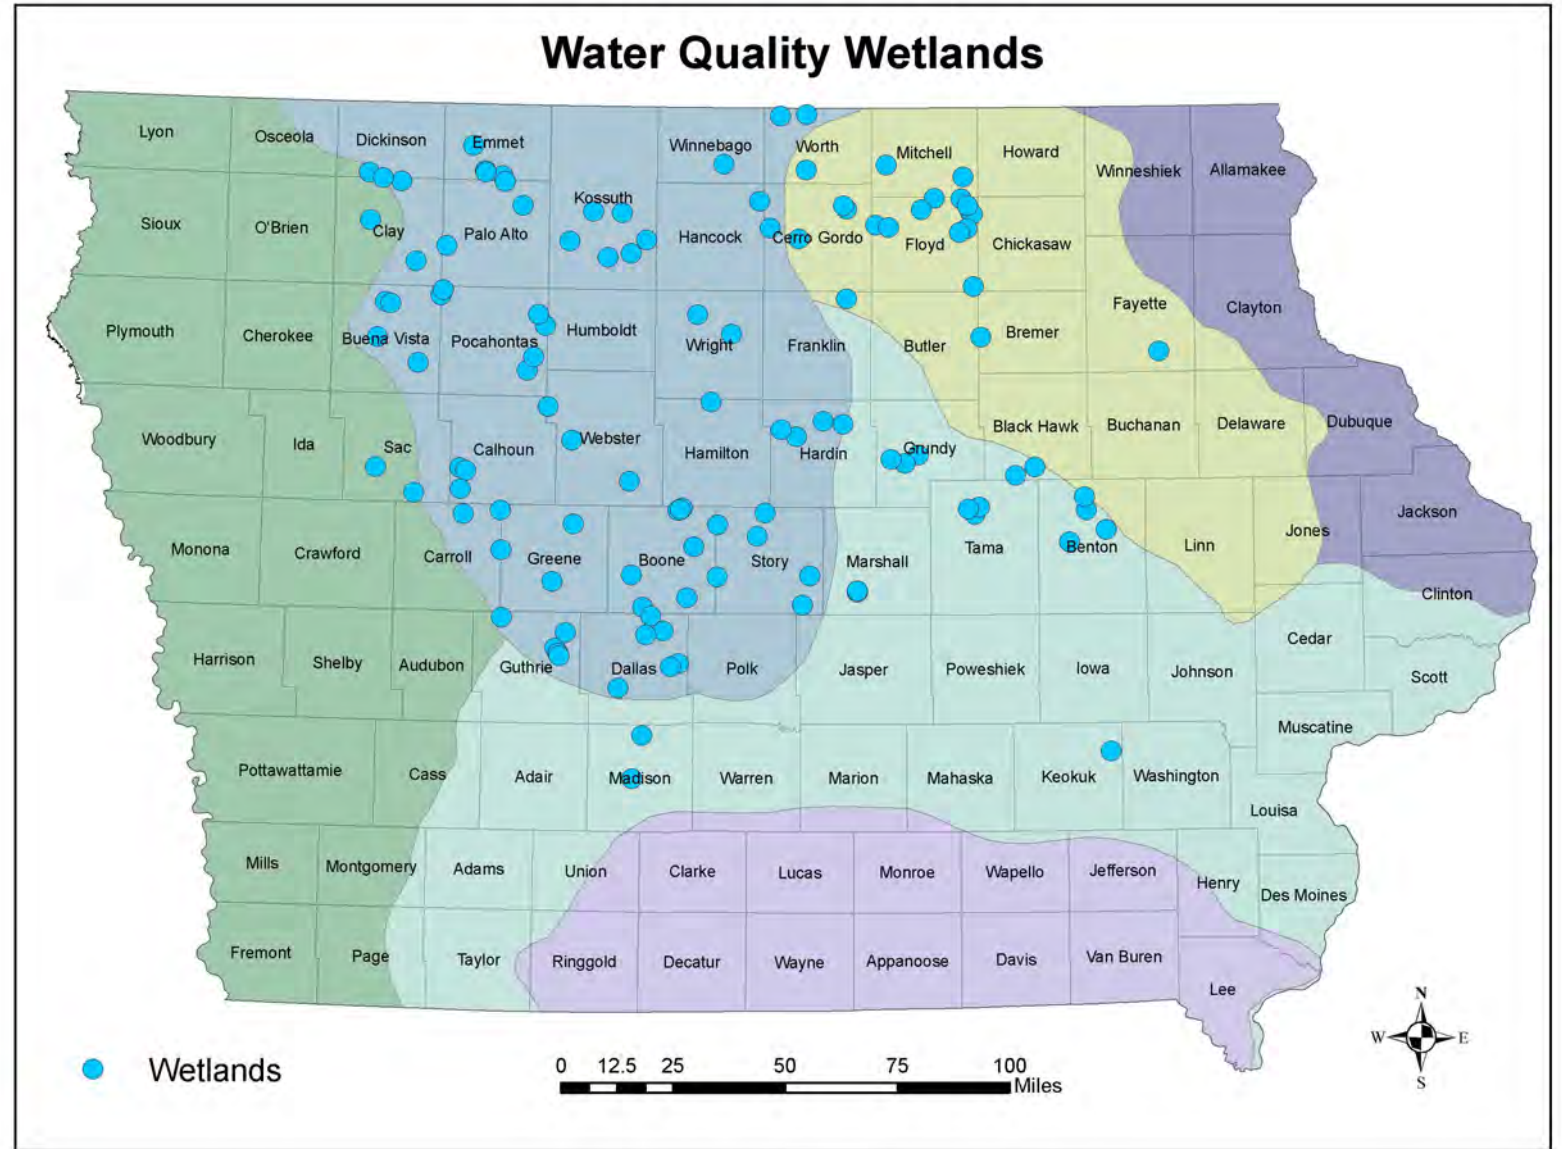 Water Quality Wetlands
Lyon
Osceola
Dickinson
Emmet
Winnebago
Worth
Mitchell
Howard
Winneshiek
Allamakee
Sioux
O'Brien
Clay
Palo Alto
Kossuth
Hancock
Cerro Gordo
Floyd
Chickasaw
Plymouth
Cherokee
Buena Vista
Pocahontas
Humboldt
Wright
Franklin
Butler
Bremer
Fayette
Clayton
Woodbury
Ida
Sac
Calhoun
Webster
Hamilton
Hardin
Grundy
Black Hawk
Buchanan
Delaware
Dubuque
Monona
Crawford
Carroll
Greene
Boone
Story
Marshall
Tama
Benton
Linn
Jones
Jackson
Clinton
Harrison
Shelby
Audubon
Guthrie
Dallas
Polk
Jasper
Poweshiek
Iowa
Johnson
Cedar
Scott
Muscatine
Pottawattamie
Cass
Adair
Madison
Warren
Marion
Mahaska
Keokuk
Washington
Louisa
Mills
Montgomery
Adams
Union
Clarke
Lucas
Monroe
Wapello
Jefferson
Henry
Des Moines
Fremont
Page
Taylor
Ringgold
Decatur
Wayne
Appanoose
Davis
Van Buren
Lee
Wetlands
0 12.5 25 50 75 100
Miles
N
W E
S